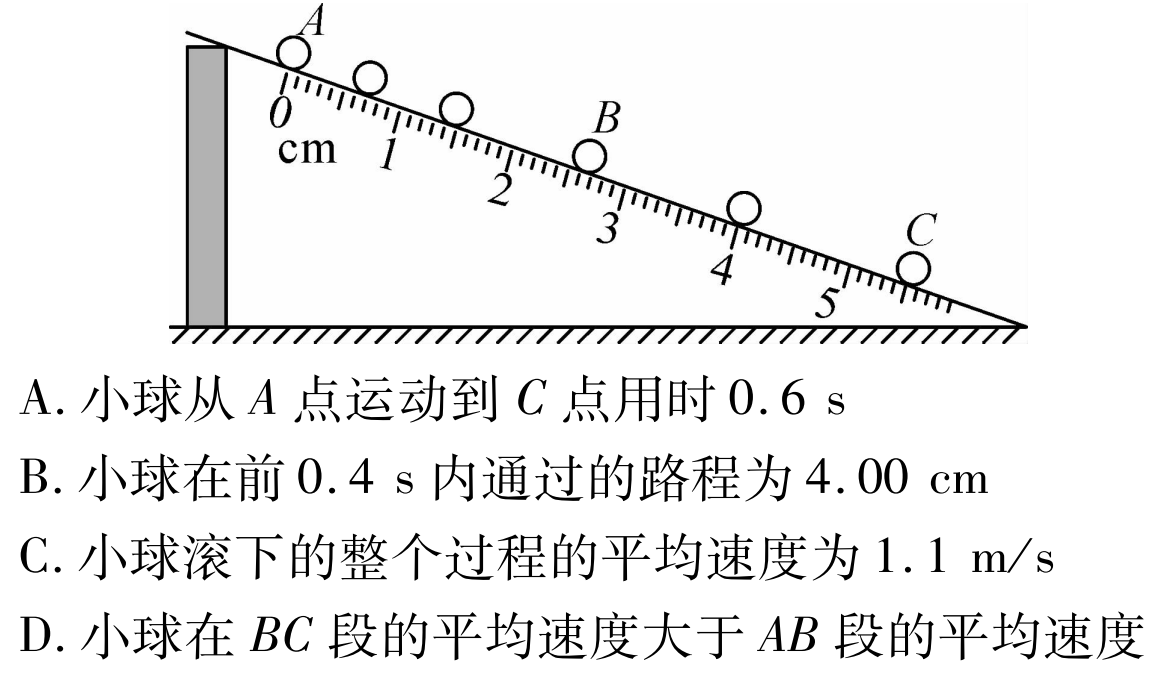 A
B
C
0 1 2 3 4 5
cm
A. 小球从 A 点运动到 C 点用时 0.6 s
B. 小球在前 0.4 s 内通过的路程为 4.00 cm
C. 小球滚下的整个过程的平均速度为 1.1 m/s
D. 小球在 BC 段的平均速度大于 AB 段的平均速度